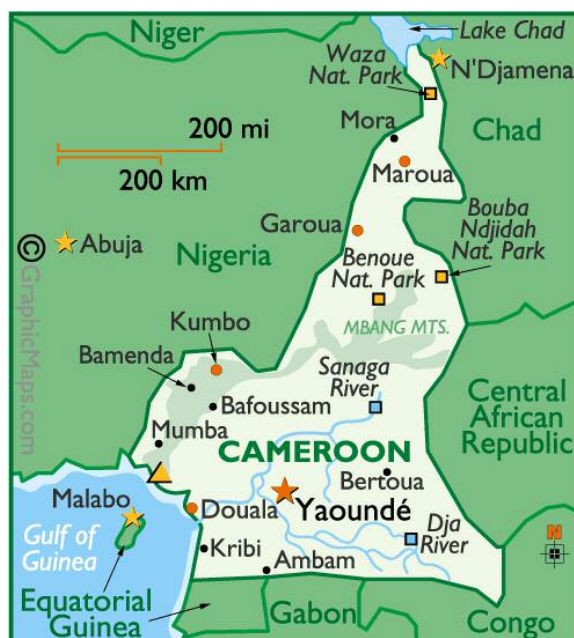 Niger
Lake Chad
Waza
Nat. Park
N'Djamena
200 mi
Mora
Chad
200 km
Maroua
Garoua
Bouba
Ndjidah
Nat. Park
Abuja
Nigeria
Benoue
Nat. Park
© GraphicMaps.com
Kumbo
MBANG MTS.
Bamenda
Sanaga
River
Central
African
Republic
Bafoussam
Mumba
CAMEROON
Bertoua
Malabo
Douala
Yaoundé
Gulf of
Guinea
Dja
River
N
Kribi
Ambam
Equatorial
Guinea
Gabon
Congo